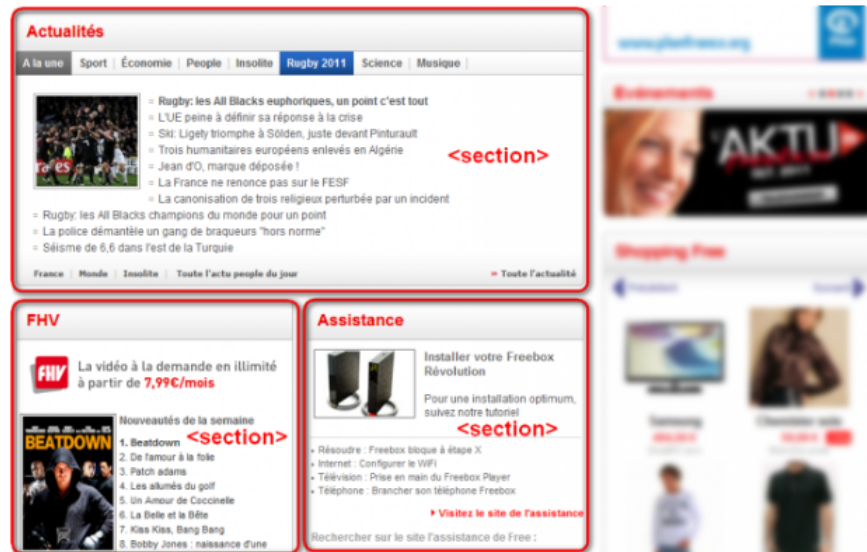 Actualités
A la une Sport Économie People Insolite Rugby 2011 Science Musique
Rugby: les All Blacks euphoriques, un point c'est tout
L'UE peine à définir sa réponse à la crise
Ski: Ligety triomphe à Sölden, juste devant Pinturault
Trois humanitaires européens enlevés en Algérie
Jean d'O, marque déposée !
La France ne renonce pas sur le FESF
La canonisation de trois religieux perturbée par un incident
Rugby: les All Blacks champions du monde pour un point
La police démantèle un gang de braqueurs "hors norme"
Séisme de 6,6 dans l'est de la Turquie
<section>
France Monde Insolite Toute l'actu people du jour
Toute l'actualité
FHV
FHV
La vidéo à la demande en illimité
à partir de 7,99€/mois
BEATDOWN
Nouveautés de la semaine
1. Beatdown
2. De l'amour à la folie
3. Patch adams
4. Les allumés du golf
5. Un Amour de Coccinelle
6. La Belle et la Bête
7. Kiss Kiss, Bang Bang
8. Bobby Jones : naissance d'une
<section>
Assistance
Installer votre Freebox
Révolution
Pour une installation optimum,
suivez notre tutoriel
<section>
Résoudre : Freebox bloque à étape X
Internet : Configurer le WiFi
Télévision : Prise en main du Freebox Player
Téléphone : Brancher son téléphone Freebox
Visitez le site de l'assistance
Rechercher sur le site l'assistance de Free :
Evénements
AKTU
Shopping Free
Samsung